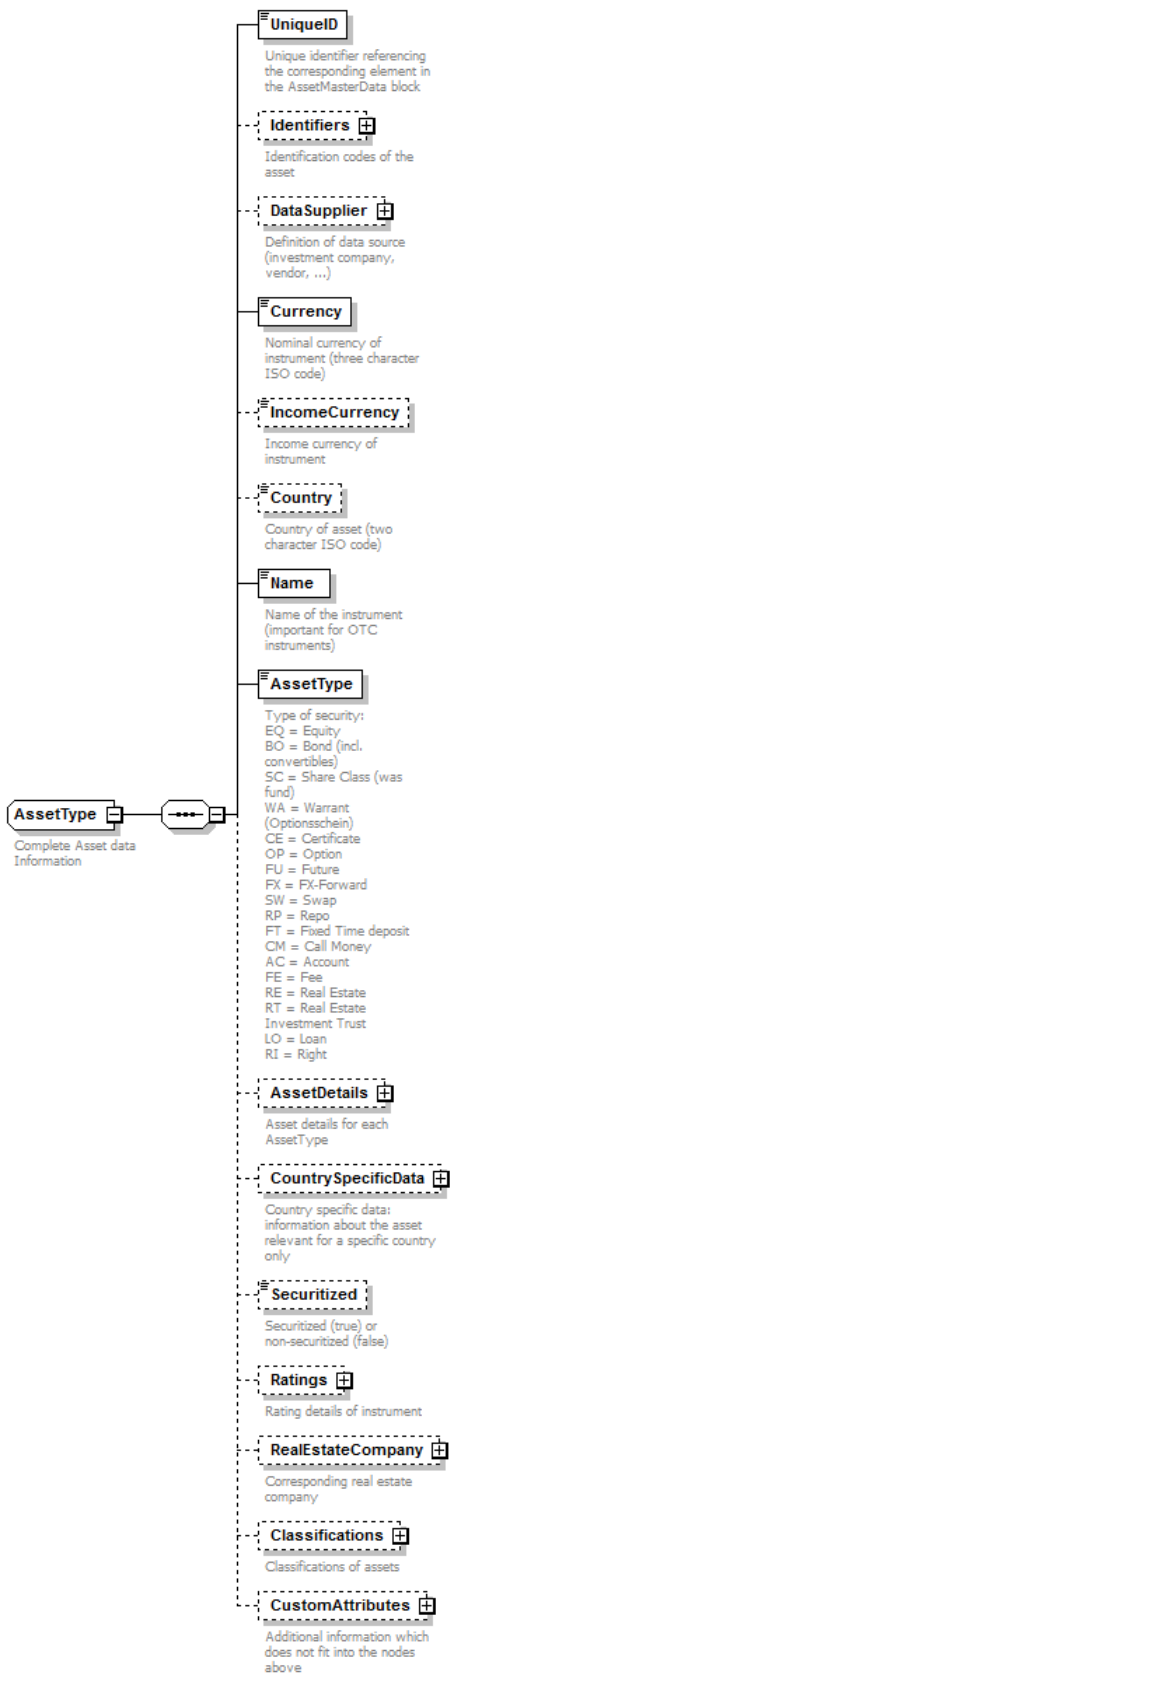 UniqueID
Unique identifier referencing
the corresponding element in
the AssetMasterData block
Identifiers
Identification codes of the
asset
DataSupplier
Definition of data source
(investment company,
vendor, ...)
Currency
Nominal currency of
instrument (three character
ISO code)
IncomeCurrency
Income currency of
instrument
Country
Country of asset (two
character ISO code)
Name
Name of the instrument
(important for OTC
instruments)
AssetType
Type of security:
EQ = Equity
BO = Bond (incl.
convertibles)
SC = Share Class (was
fund)
WA = Warrant
(Optionsschein)
CE = Certificate
OP = Option
FU = Future
FX = FX-Forward
SW = Swap
RP = Repo
FT = Fixed Time deposit
CM = Call Money
AC = Account
FE = Fee
RE = Real Estate
RT = Real Estate
Investment Trust
LO = Loan
RI = Right
AssetType
Complete Asset data
Information
AssetDetails
Asset details for each
AssetType
CountrySpecificData
Country specific data:
information about the asset
relevant for a specific country
only
Securitized
Securitized (true) or
non-securitized (false)
Ratings
Rating details of instrument
RealEstateCompany
Corresponding real estate
company
Classifications
Classifications of assets
CustomAttributes
Additional information which
does not fit into the nodes
above